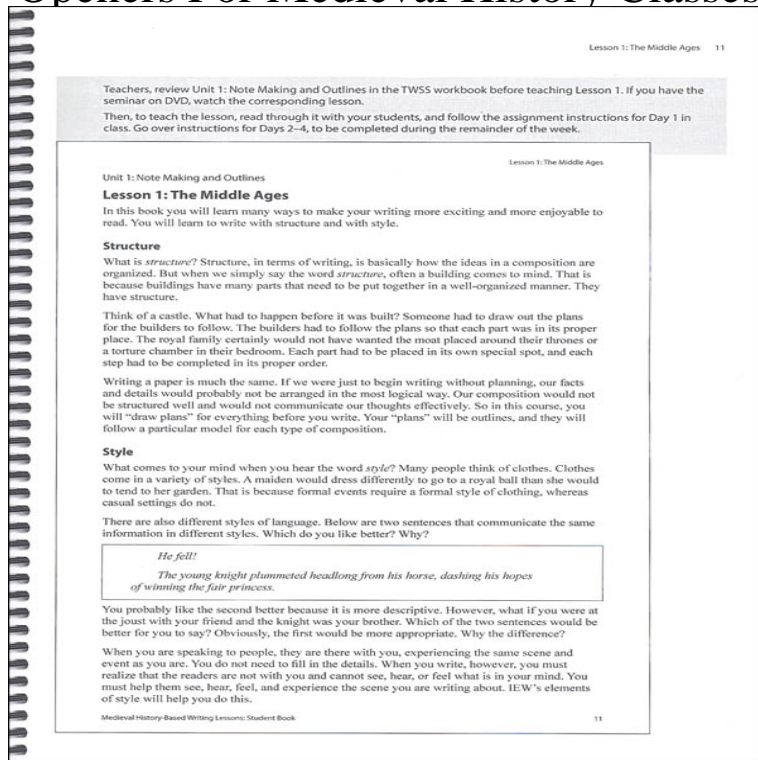 Openers For Medieval History Classes
Lesson 1: The Middle Ages 11
Teachers, review Unit 1: Note Making and Outlines in the TWSS workbook before teaching Lesson 1. If you have the
seminar on DVD, watch the corresponding lesson.
Then, to teach the lesson, read through it with your students, and follow the assignment instructions for Day 1 in
class. Go over instructions for Days 2–4, to be completed during the remainder of the week.
Lesson 1: The Middle Ages
Unit 1: Note Making and Outlines
Lesson 1: The Middle Ages
In this book you will learn many ways to make your writing more exciting and more enjoyable to
read. You will learn to write with structure and with style.
Structure
What is structure? Structure, in terms of writing, is basically how the ideas in a composition are
organized. But when we simply say the word structure, often a building comes to mind. That is
because buildings have many parts that need to be put together in a well-organized manner. They
have structure.
Think of a castle. What had to happen before it was built? Someone had to draw out the plans
for the builders to follow. The builders had to follow the plans so that each part was in its proper
place. The royal family certainly would not have wanted the moat placed around their thrones or
a torture chamber in their bedroom. Each part had to be placed in its own special spot, and each
step had to be completed in its proper order.
Writing a paper is much the same. If we were just to begin writing without planning, our facts
and details would probably not be arranged in the most logical way. Our composition would not
be structured well and would not communicate our thoughts effectively. So in this course, you
will “draw plans” for everything before you write. Your “plans” will be outlines, and they will
follow a particular model for each type of composition.
Style
What comes to your mind when you hear the word style? Many people think of clothes. Clothes
come in a variety of styles. A maiden would dress differently to go to a royal ball than she would
to tend to her garden. That is because formal events require a formal style of clothing, whereas
casual settings do not.
There are also different styles of language. Below are two sentences that communicate the same
information in different styles. Which do you like better? Why?
He fell!
The young knight plummeted headlong from his horse, dashing his hopes
of winning the fair princess.
You probably like the second better because it is more descriptive. However, what if you were at
the joust with your friend and the knight was your brother. Which of the two sentences would be
better for you to say? Obviously, the first would be more appropriate. Why the difference?
When you are speaking to people, they are there with you, experiencing the same scene and
event as you are. You do not need to fill in the details. When you write, however, you must
realize that the readers are not with you and cannot see, hear, or feel what is in your mind. You
must help them see, hear, feel, and experience the scene you are writing about. IEW's elements
of style will help you do this.
Medieval History-Based Writing Lessons: Student Book 11